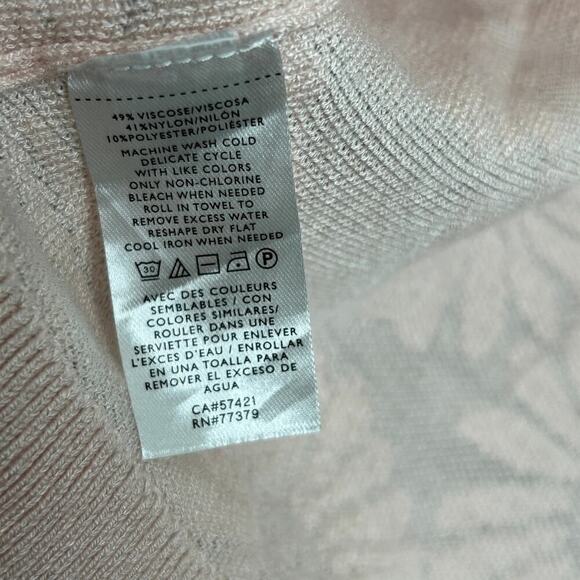 49% VISCOSE/VISCOSA
41%NYLON/NILON
10%POLYESTER/POLIÉSTER
MACHINE WASH COLD
DELICATE CYCLE
WITH LIKE COLORS
ONLY NON-CHLORINE
BLEACH WHEN NEEDED
ROLL IN TOWEL TO
REMOVE EXCESS WATER
RESHAPE DRY FLAT
COOL IRON WHEN NEEDED
30 P
AVEC DES COULEURS
SEMBLABLES / CON
COLORES SIMILARES/
ROULER DANS UNE
SERVIETTE POUR ENLEVER
L'EXCES D'EAU / ENROLLAR
EN UNA TOALLA PARA
REMOVER EL EXCESO DE
AGUA
CA#57421
RN#77379